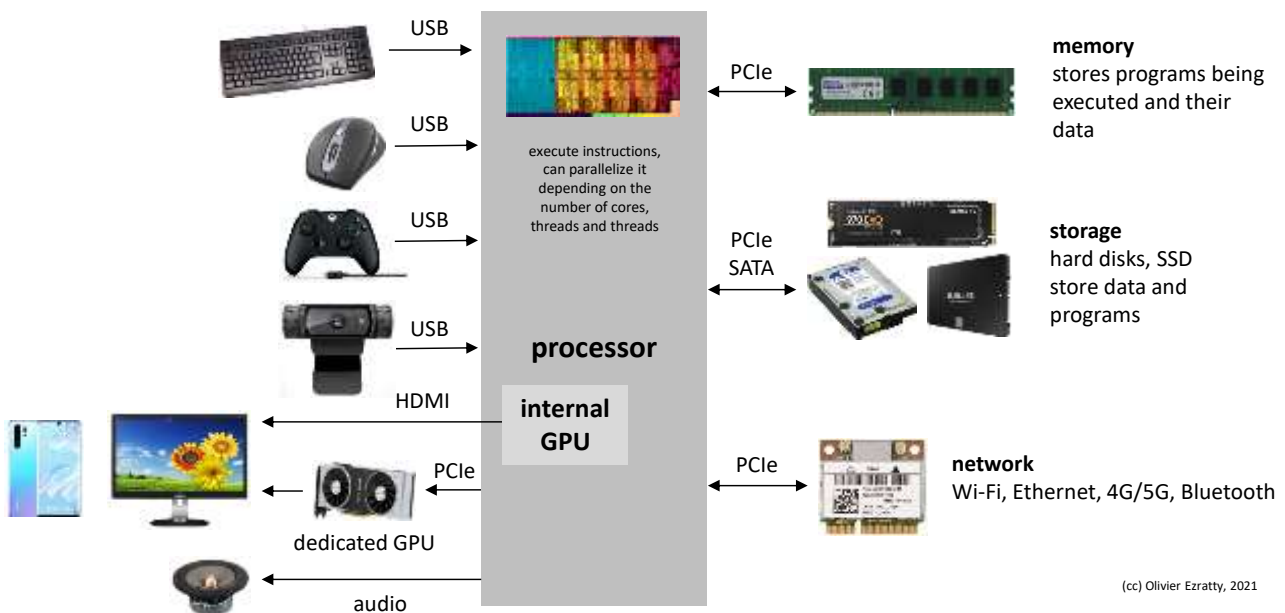 USB
USB
USB
USB
HDMI
PCIe
dedicated GPU
audio
execute instructions,
can parallelize it
depending on the
number of cores,
threads and threads
processor
internal
GPU
PCIe
memory
stores programs being
executed and their
data
PCIe
SATA
970 EVO
storage
hard disks, SSD
store data and
programs
PCIe
network
Wi-Fi, Ethernet, 4G/5G, Bluetooth
(cc) Olivier Ezratty, 2021